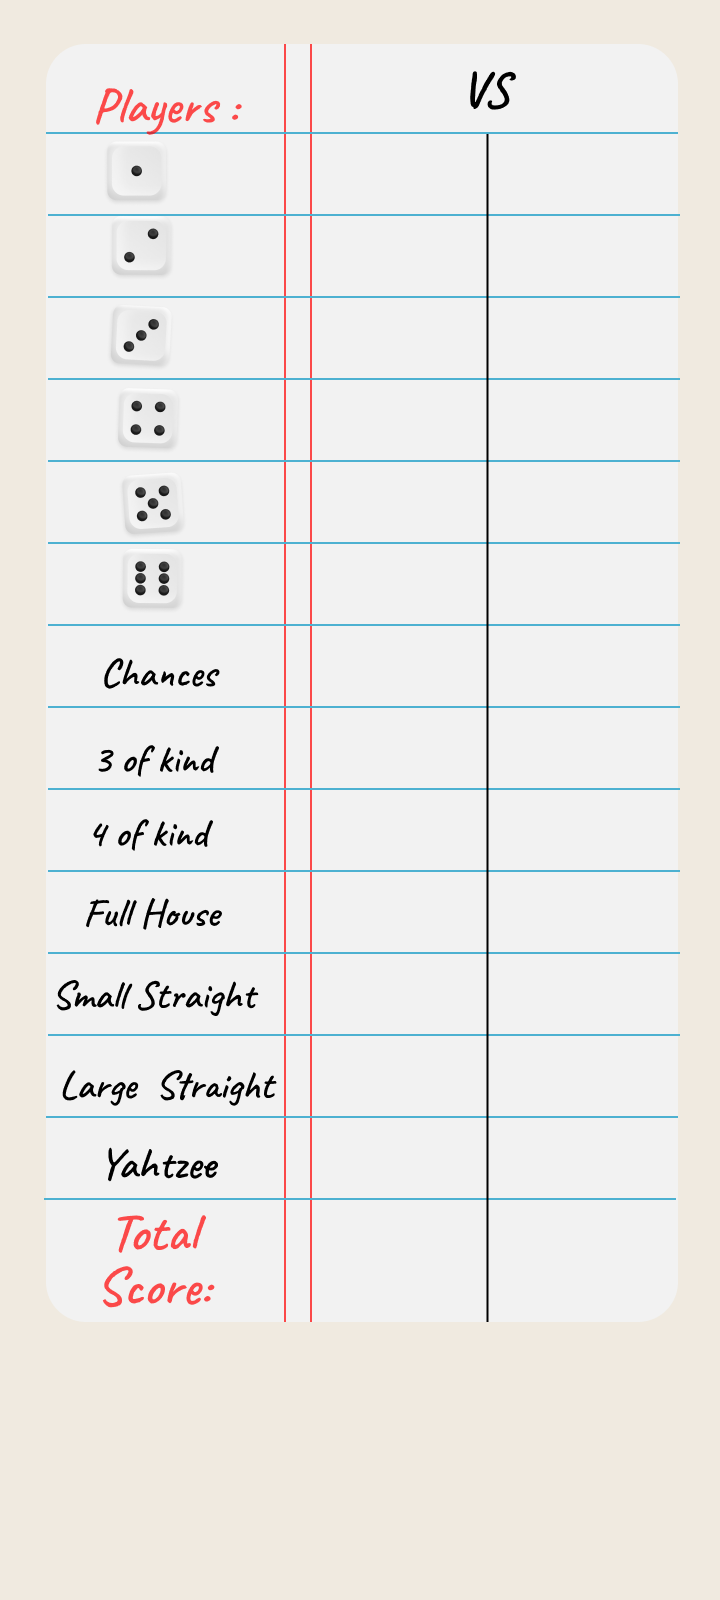 Players :
VS
Chances
3 of kind
4 of kind
Full House
Small Straight
Large Straight
Yahtzee
Total
Score: